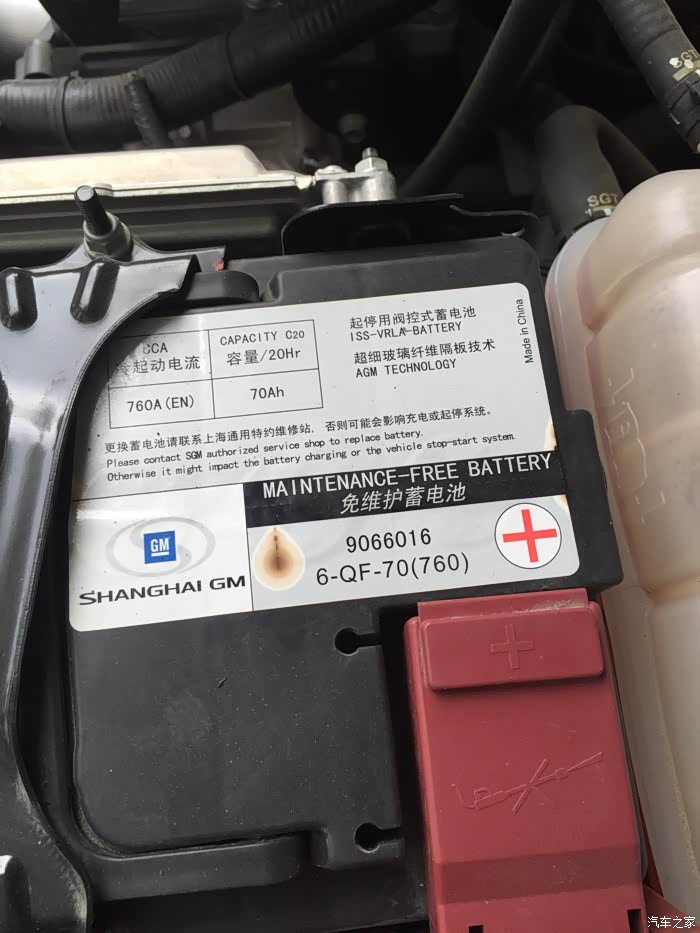 SGT
SGT
CCA
冷起动电流
CAPACITY C20
容量/20Hr
760A(EN)
70Ah
起停用阀控式蓄电池
ISS-VRLA-BATTERY
超细玻璃纤维隔板技术
AGM TECHNOLOGY
Made in China
更换蓄电池请联系上海通用特约维修站, 否则可能会影响充电或起停系统。
Please contact SGM authorized service shop to replace battery.
Otherwise it might impact the battery charging or the vehicle stop-start system.
MAINTENANCE-FREE BATTERY
免维护蓄电池
GM
SHANGHAI GM
9066016
6-QF-70(760)
汽车之家